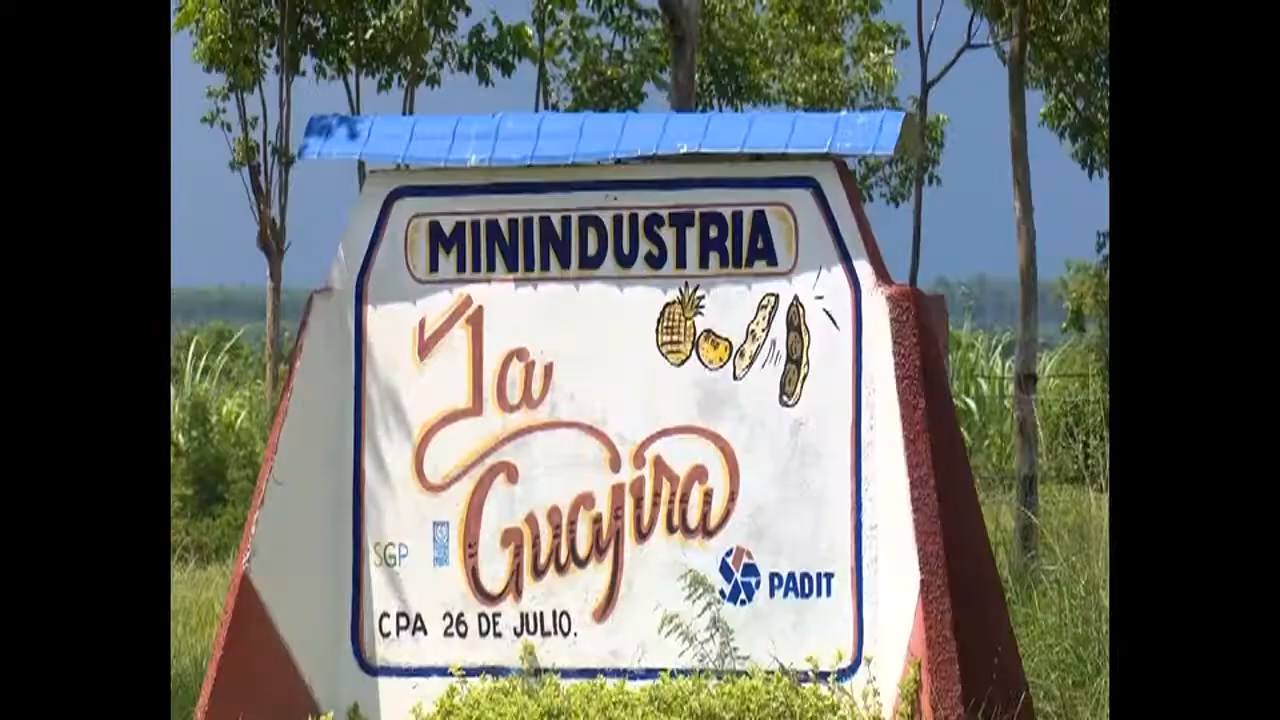 MININDUSTRIA
La
Guajira
SGP
PADIT
CPA 26 DE JULIO.